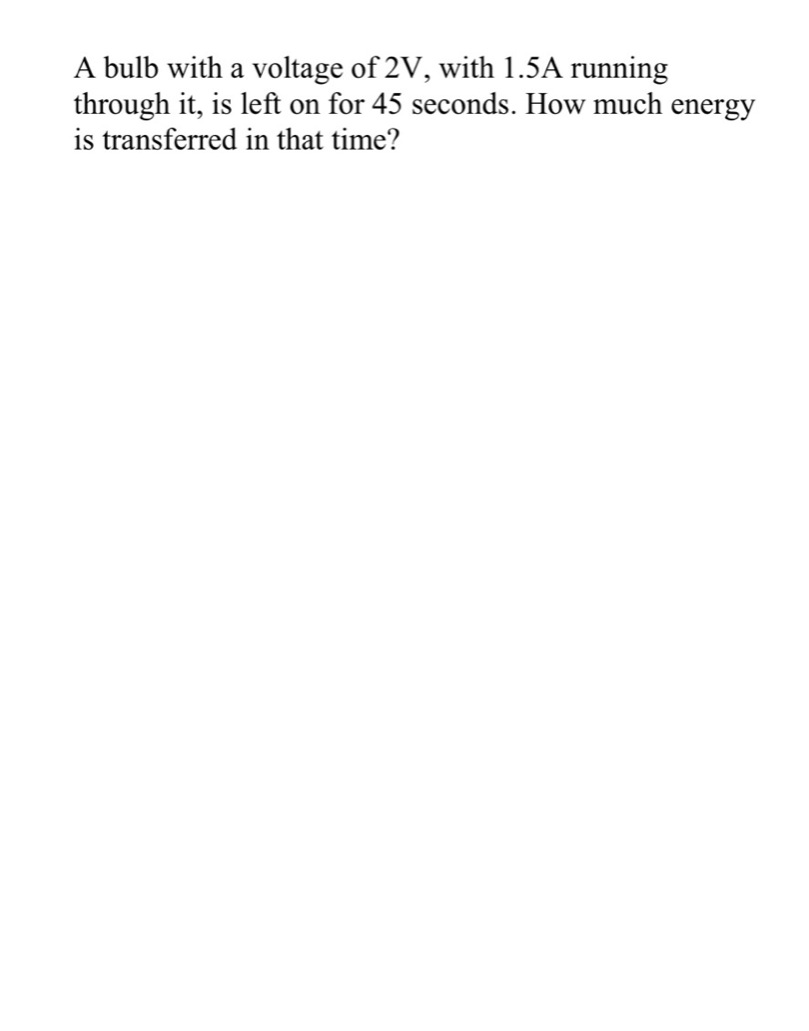 A bulb with a voltage of 2V, with 1.5A running
through it, is left on for 45 seconds. How much energy
is transferred in that time?